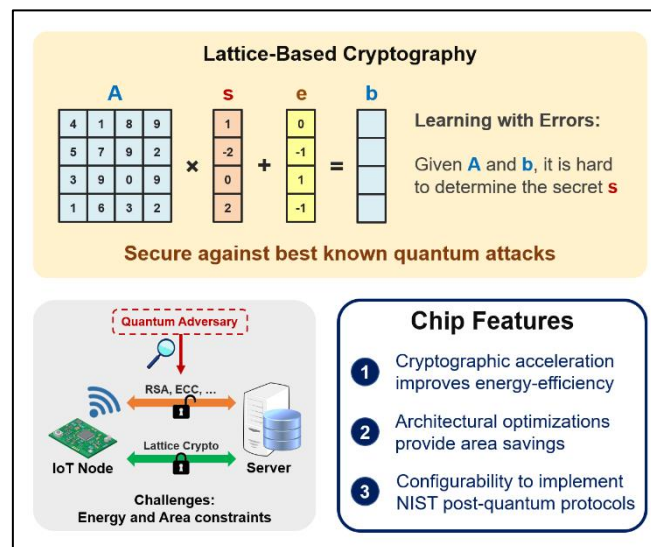 Lattice-Based Cryptography
A s e b
4 1 8 9 1 0
5 7 9 2 × -2 + -1 =
3 9 0 9 0 1
1 6 3 2 2 -1
Learning with Errors:
Given A and b, it is hard
to determine the secret s
Secure against best known quantum attacks
Quantum Adversary
RSA, ECC, ...
Lattice Crypto
IoT Node
Server
Challenges:
Energy and Area constraints
Chip Features
1 Cryptographic acceleration
improves energy-efficiency
2 Architectural optimizations
provide area savings
3 Configurability to implement
NIST post-quantum protocols